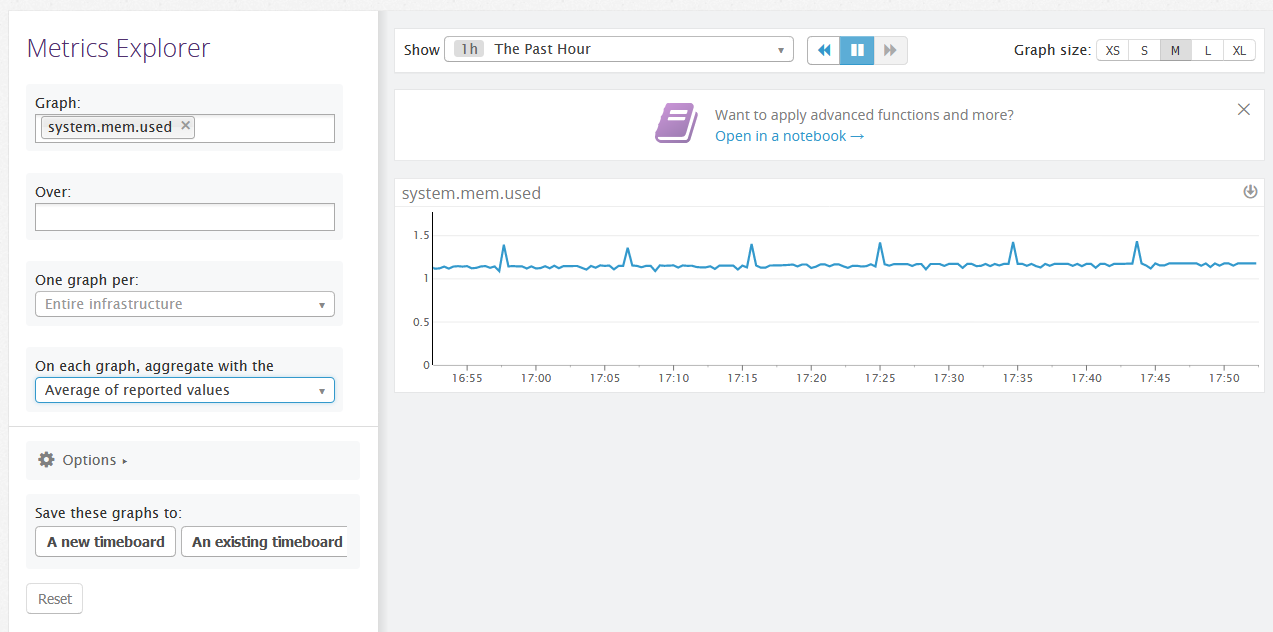 Metrics Explorer
Graph:
system.mem.used ×
Over:
One graph per:
Entire infrastructure
On each graph, aggregate with the
Average of reported values
Options
Save these graphs to:
A new timeboard An existing timeboard
Reset
Show 1h The Past Hour Graph size: XS S M L XL
Want to apply advanced functions and more?
Open in a notebook →
system.mem.used
1.5
1
0.5
0
16:55 17:00 17:05 17:10 17:15 17:20 17:25 17:30 17:35 17:40 17:45 17:50